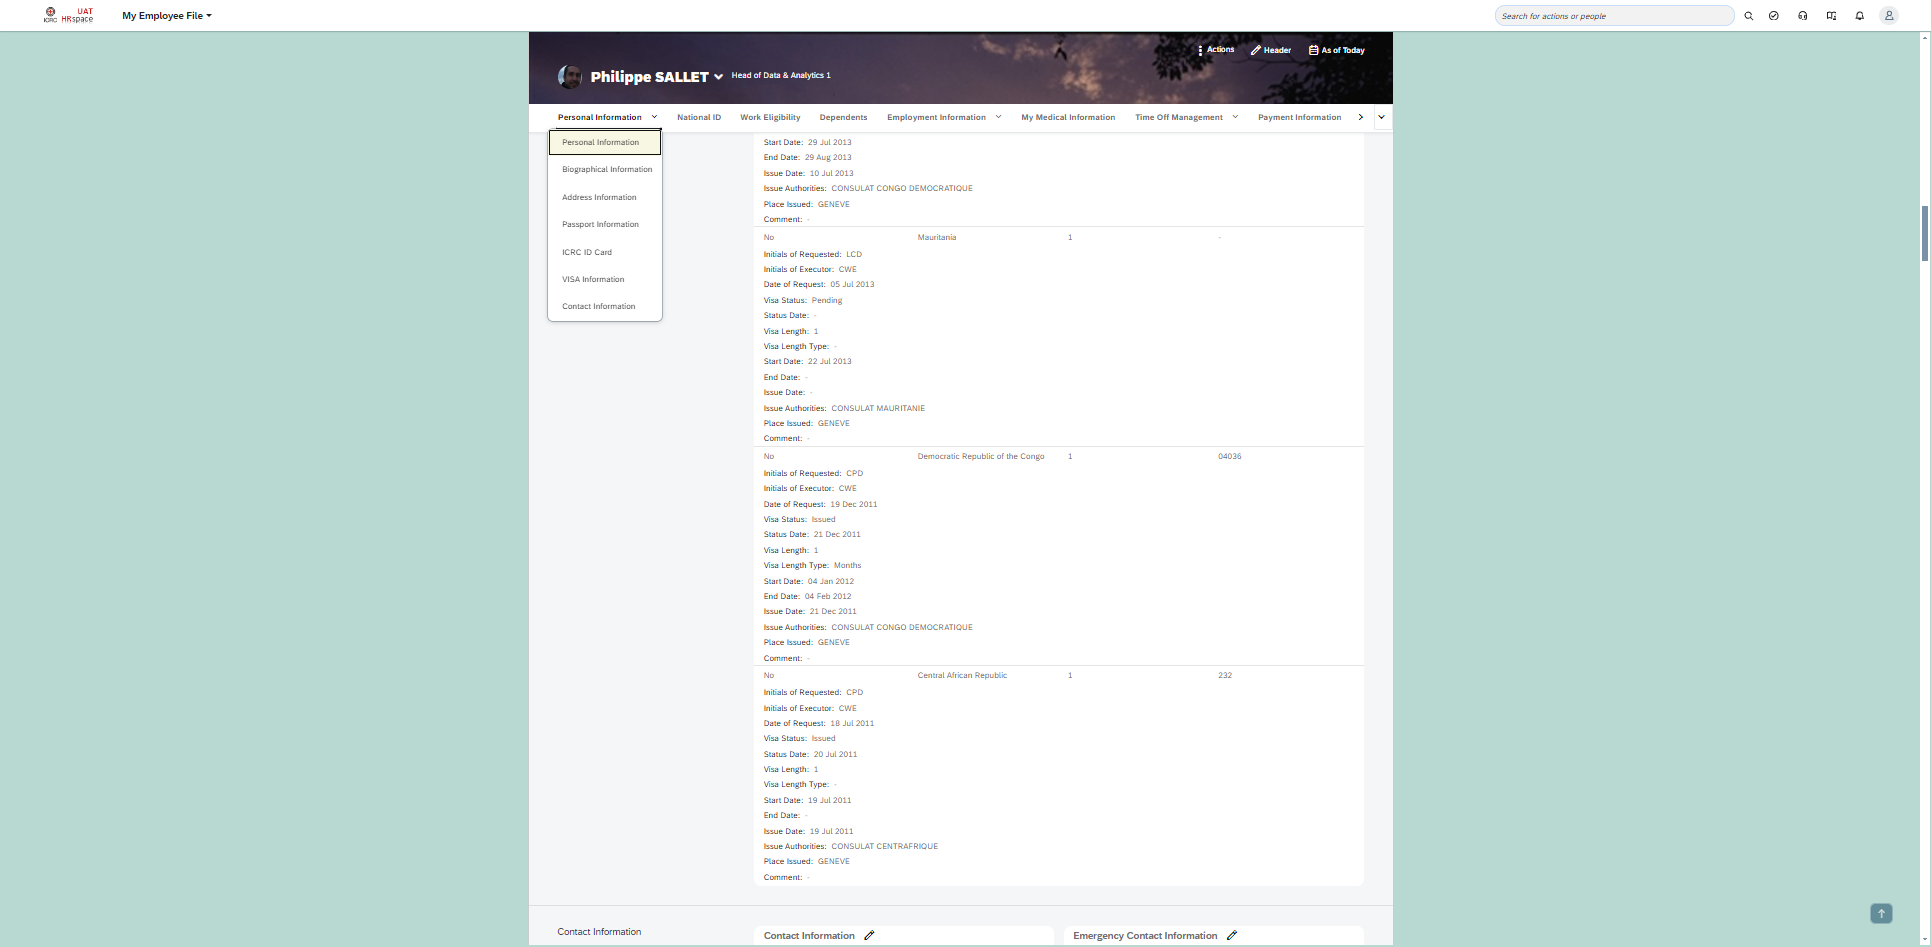 ICRC
UAT
HRspace
My Employee File
Search for actions or people
Actions
Header
As of Today
Philippe SALLET
Head of Data & Analytics 1
Personal Information
National ID
Work Eligibility
Dependents
Employment Information
My Medical Information
Time Off Management
Payment Information
Personal Information
Biographical Information
Address Information
Passport Information
ICRC ID Card
VISA Information
Contact Information
Start Date: 29 Jul 2013
End Date: 29 Aug 2013
Issue Date: 10 Jul 2013
Issue Authorities: CONSULAT CONGO DEMOCRATIQUE
Place Issued: GENEVE
Comment: -
No Mauritania 1 -
Initials of Requested: LCD
Initials of Executor: CWE
Date of Request: 05 Jul 2013
Visa Status: Pending
Status Date: -
Visa Length: 1
Visa Length Type: -
Start Date: 22 Jul 2013
End Date: -
Issue Date: -
Issue Authorities: CONSULAT MAURITANIE
Place Issued: GENEVE
Comment: -
No Democratic Republic of the Congo 1 04036
Initials of Requested: CPD
Initials of Executor: CWE
Date of Request: 19 Dec 2011
Visa Status: Issued
Status Date: 21 Dec 2011
Visa Length: 1
Visa Length Type: Months
Start Date: 04 Jan 2012
End Date: 04 Feb 2012
Issue Date: 21 Dec 2011
Issue Authorities: CONSULAT CONGO DEMOCRATIQUE
Place Issued: GENEVE
Comment: -
No Central African Republic 1 232
Initials of Requested: CPD
Initials of Executor: CWE
Date of Request: 18 Jul 2011
Visa Status: Issued
Status Date: 20 Jul 2011
Visa Length: 1
Visa Length Type: -
Start Date: 19 Jul 2011
End Date: -
Issue Date: 19 Jul 2011
Issue Authorities: CONSULAT CENTRAFRIQUE
Place Issued: GENEVE
Comment: -
Contact Information
Contact Information
Emergency Contact Information